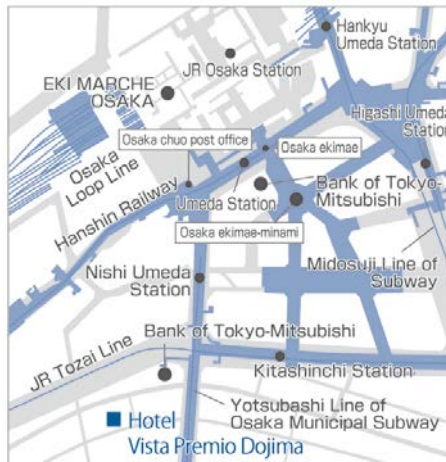 Hankyu
Umeda Station
JR Osaka Station
EKI MARCHE
OSAKA
Higashi Umeda
Station
Osaka chuo post office
Osaka ekimae
Osaka
Loop Line
Umeda Station
Bank of Tokyo-
Mitsubishi
Hanshin Railway
Osaka ekimae-minami
Nishi Umeda
Station
Midosuji Line of
Subway
Bank of Tokyo-Mitsubishi
JR Tozai Line
Kitashinchi Station
Yotsubashi Line of
Osaka Municipal Subway
Hotel
Vista Premio Dojima